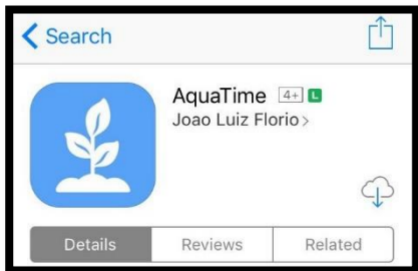 Search
AquaTime 4+ L
Joao Luiz Florio >
Details Reviews Related